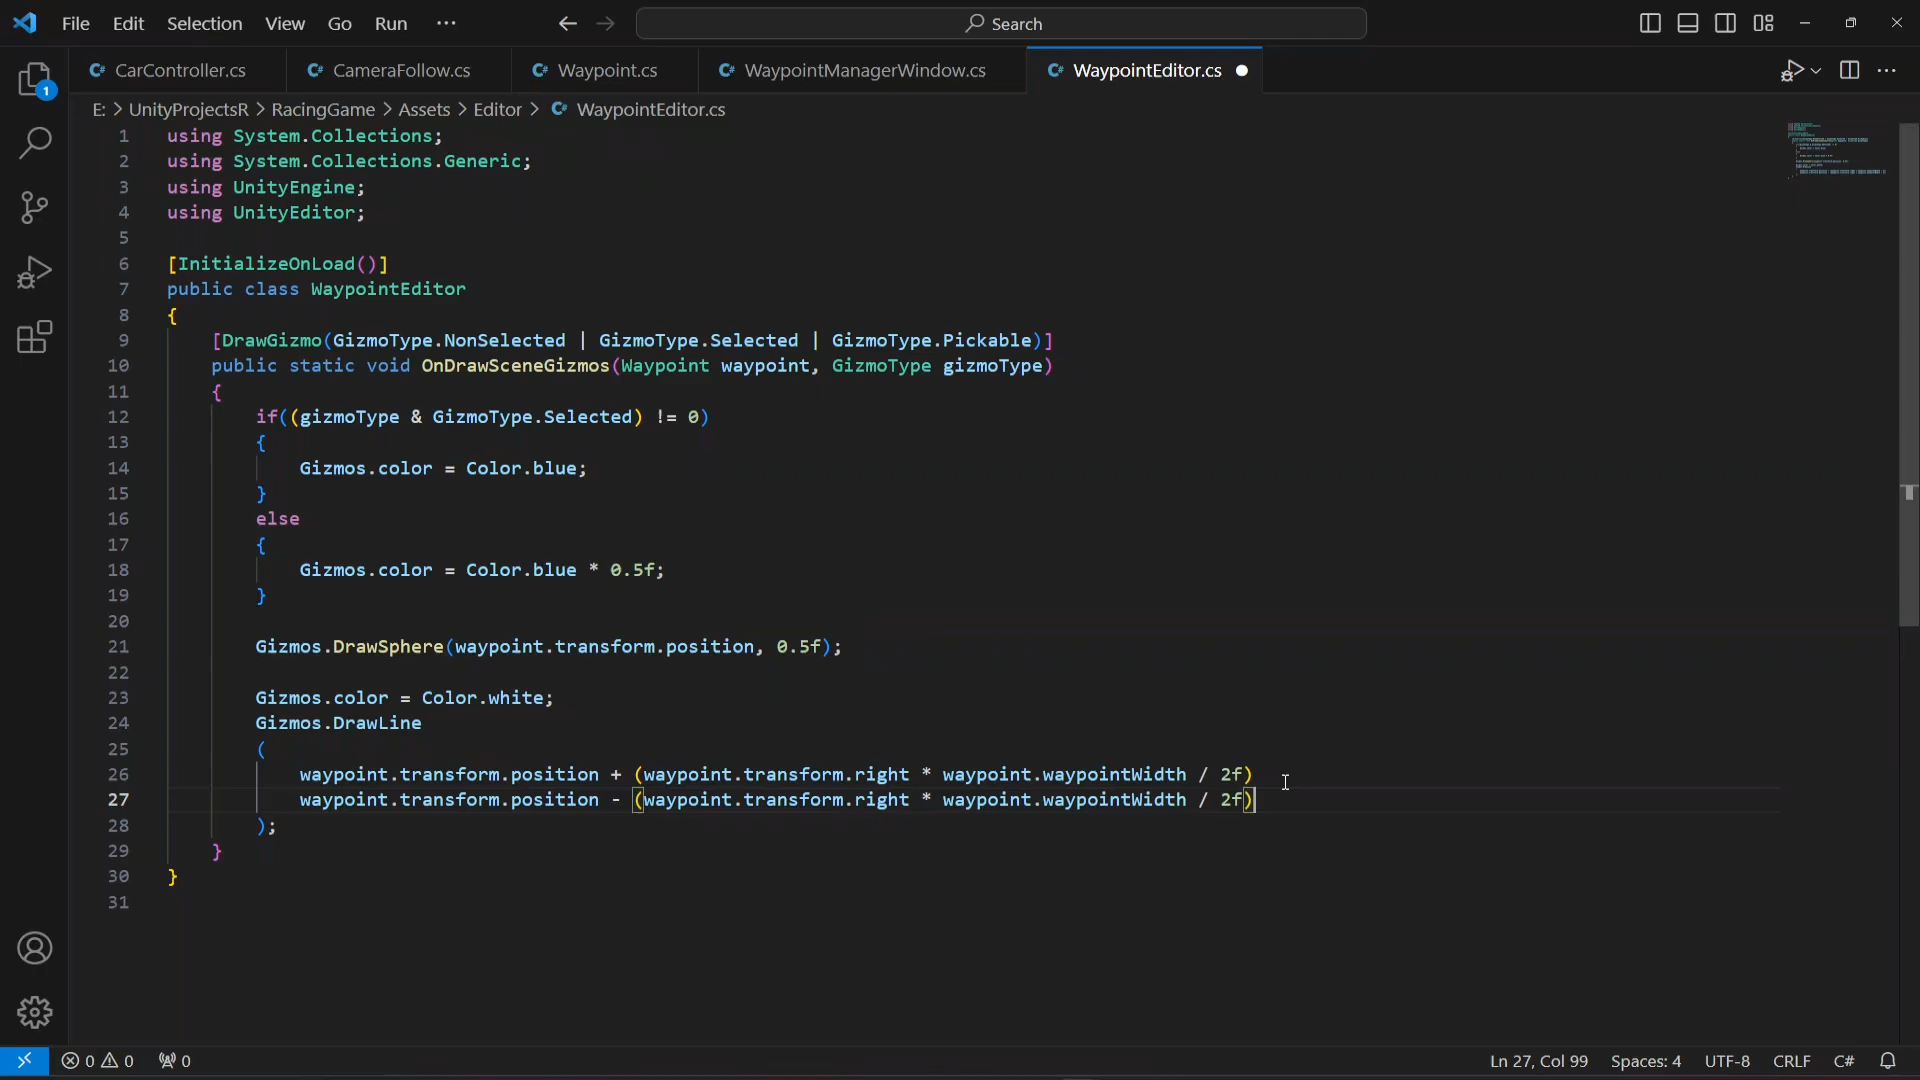 File Edit Selection View Go Run ··· Search
CarController.cs CameraFollow.cs Waypoint.cs WaypointManagerWindow.cs WaypointEditor.cs
E: > UnityProjectsR > RacingGame > Assets > Editor > WaypointEditor.cs
1 using System.Collections;
2 using System.Collections.Generic;
3 using UnityEngine;
4 using UnityEditor;
5
6 [InitializeOnLoad()]
7 public class WaypointEditor
8 {
9 [DrawGizmo(GizmoType.NonSelected | GizmoType.Selected | GizmoType.Pickable)]
10 public static void OnDrawSceneGizmos(Waypoint waypoint, GizmoType gizmoType)
11 {
12 if((gizmoType & GizmoType.Selected) != 0)
13 {
14 Gizmos.color = Color.blue;
15 }
16 else
17 {
18 Gizmos.color = Color.blue * 0.5f;
19 }
20
21 Gizmos.DrawSphere(waypoint.transform.position, 0.5f);
22
23 Gizmos.color = Color.white;
24 Gizmos.DrawLine
25 (
26 waypoint.transform.position + (waypoint.transform.right * waypoint.waypointWidth / 2f)
27 waypoint.transform.position - (waypoint.transform.right * waypoint.waypointWidth / 2f)
28 );
29 }
30 }
31
1
0 0 0 Ln 27, Col 99 Spaces: 4 UTF-8 CRLF C#